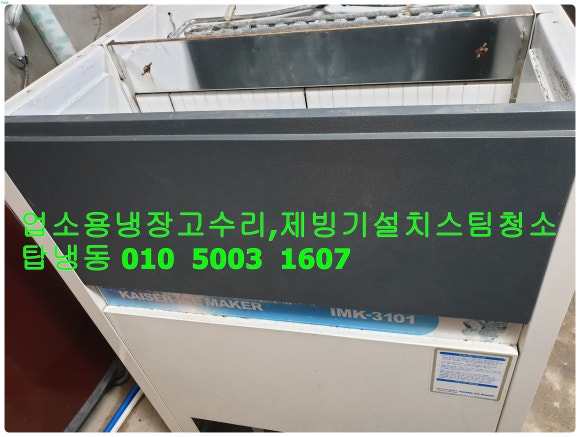 업소용냉장고수리,제빙기설치스팀청소
탑냉동 010 5003 1607
KAISER ICE MAKER IMK-3101